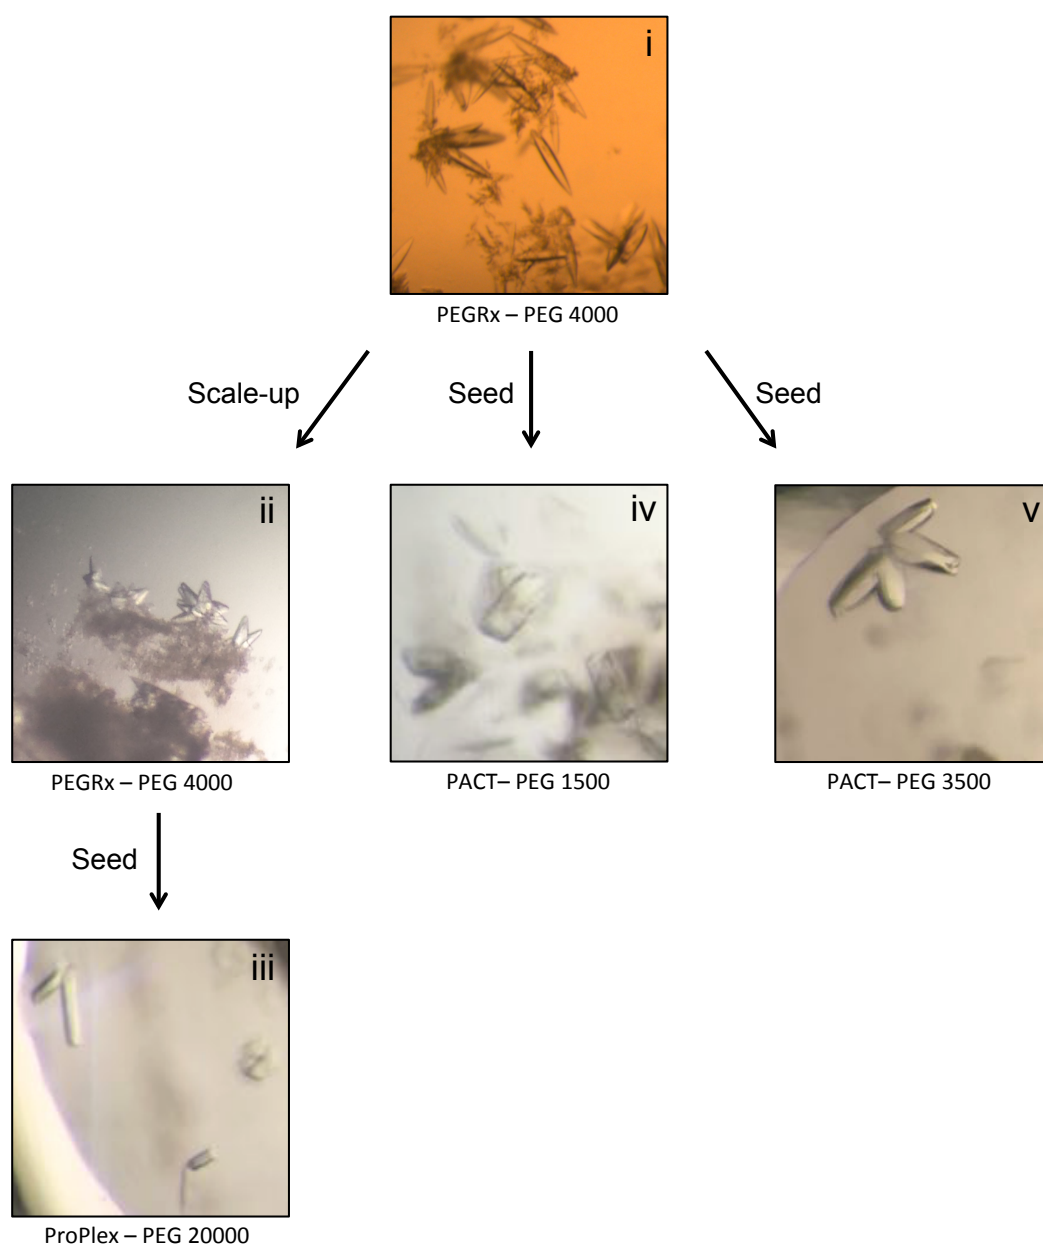 i
PEGRx – PEG 4000
Scale-up
Seed
Seed
ii
iv
v
PEGRx – PEG 4000
PACT– PEG 1500
PACT– PEG 3500
Seed
iii
ProPlex – PEG 20000